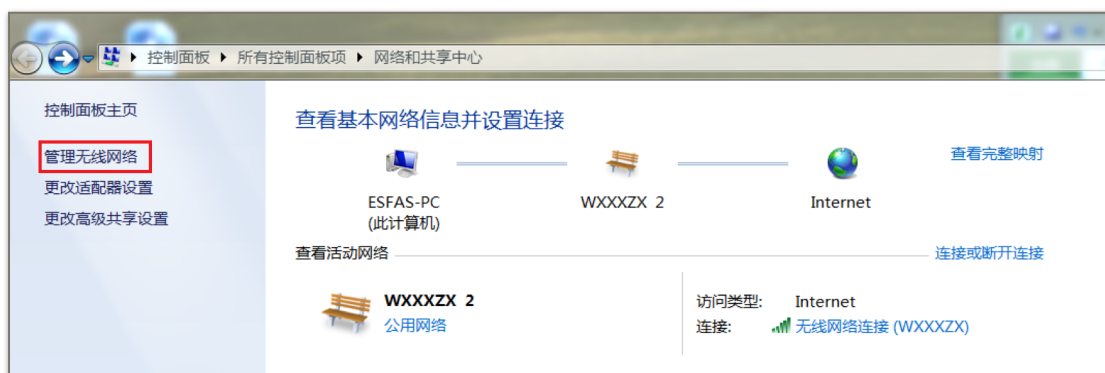 控制面板 所有控制面板项 网络和共享中心
控制面板主页
管理无线网络
更改适配器设置
更改高级共享设置
查看基本网络信息并设置连接
查看完整映射
ESFAS-PC
(此计算机)
WXXXZX 2
Internet
查看活动网络
连接或断开连接
WXXXZX 2
公用网络
访问类型: Internet
连接: 无线网络连接 (WXXXZX)